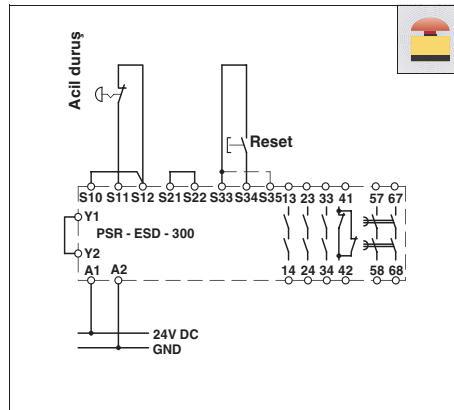 Acil duruş
Reset
S10 S11 S12 S21 S22 S33 S34 S35 13 23 33 41 57 67
Y1
PSR - ESD - 300
Y2
A1 A2 14 24 34 42 58 68
24V DC
GND